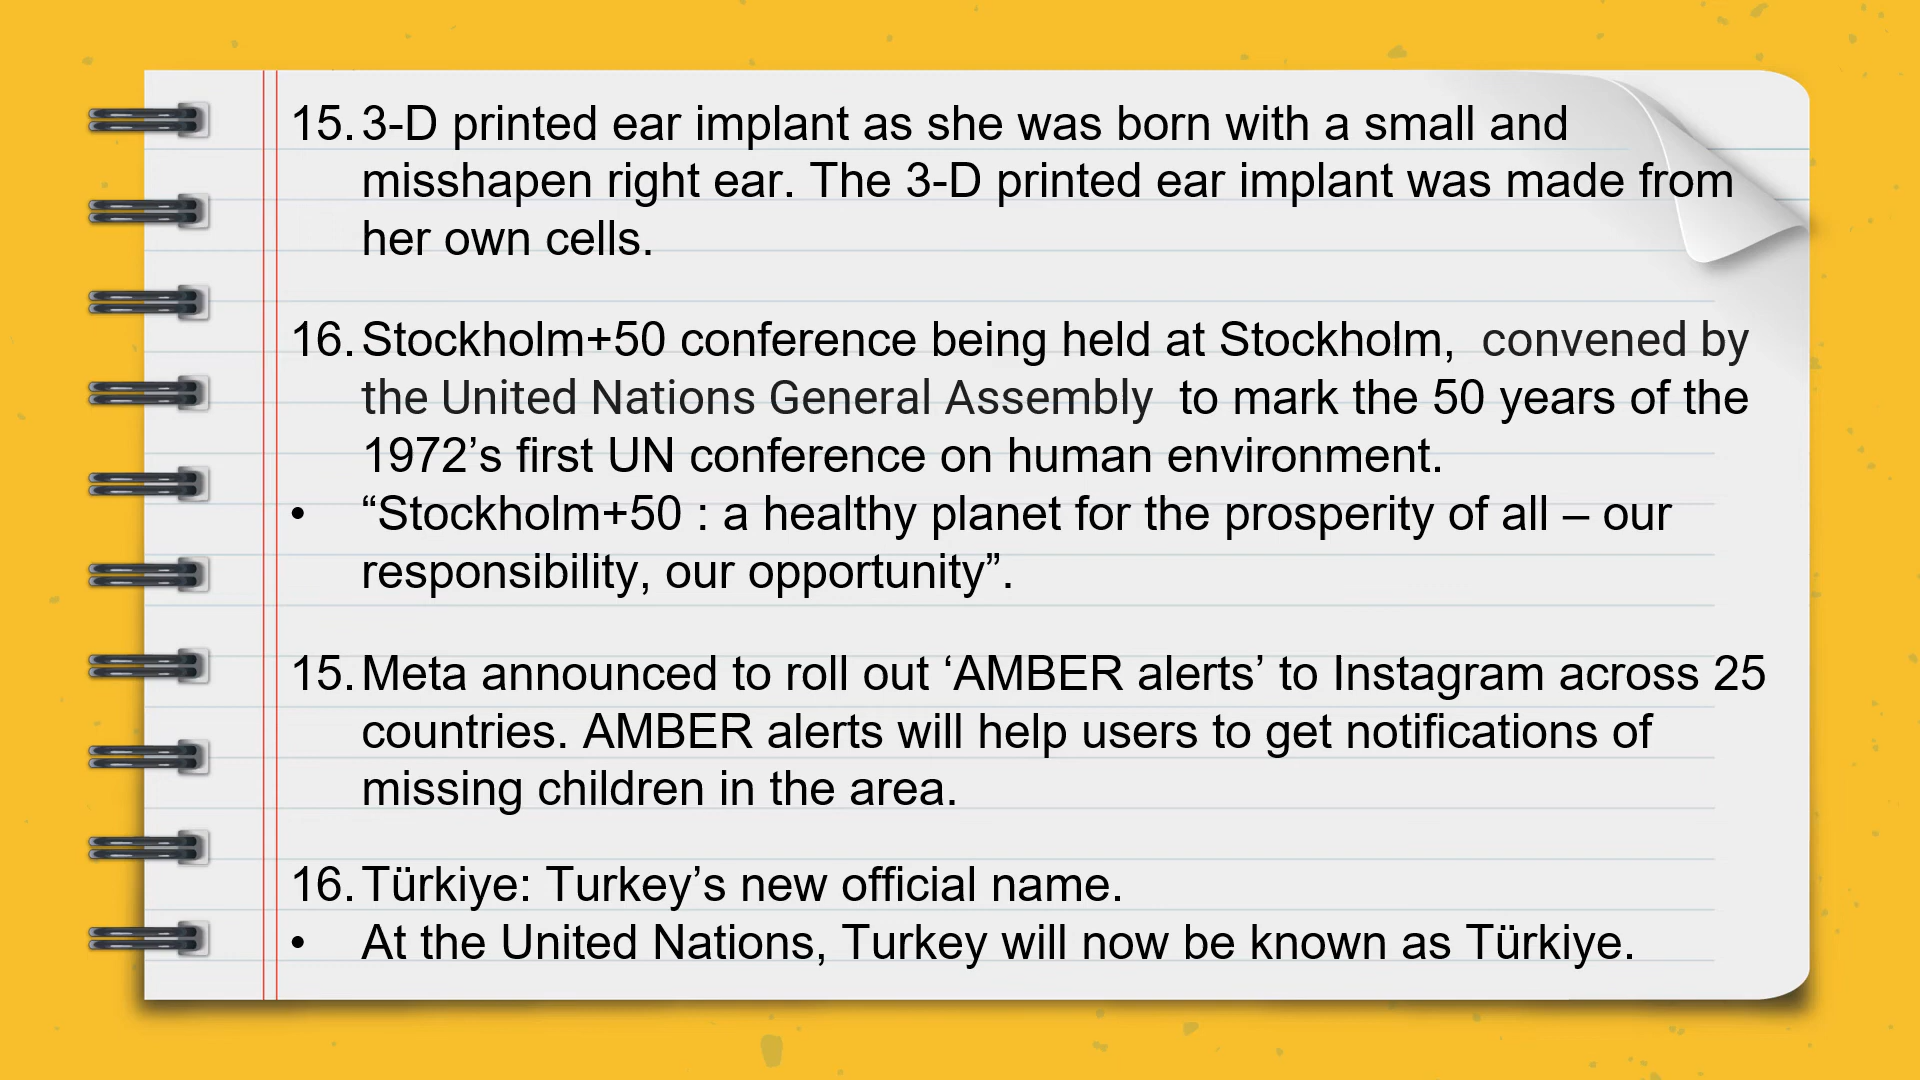 15. 3-D printed ear implant as she was born with a small and
misshapen right ear. The 3-D printed ear implant was made from
her own cells.
16. Stockholm+50 conference being held at Stockholm, convened by
the United Nations General Assembly to mark the 50 years of the
1972’s first UN conference on human environment.
• “Stockholm+50 : a healthy planet for the prosperity of all – our
responsibility, our opportunity”.
15. Meta announced to roll out ‘AMBER alerts’ to Instagram across 25
countries. AMBER alerts will help users to get notifications of
missing children in the area.
16. Türkiye: Turkey’s new official name.
• At the United Nations, Turkey will now be known as Türkiye.